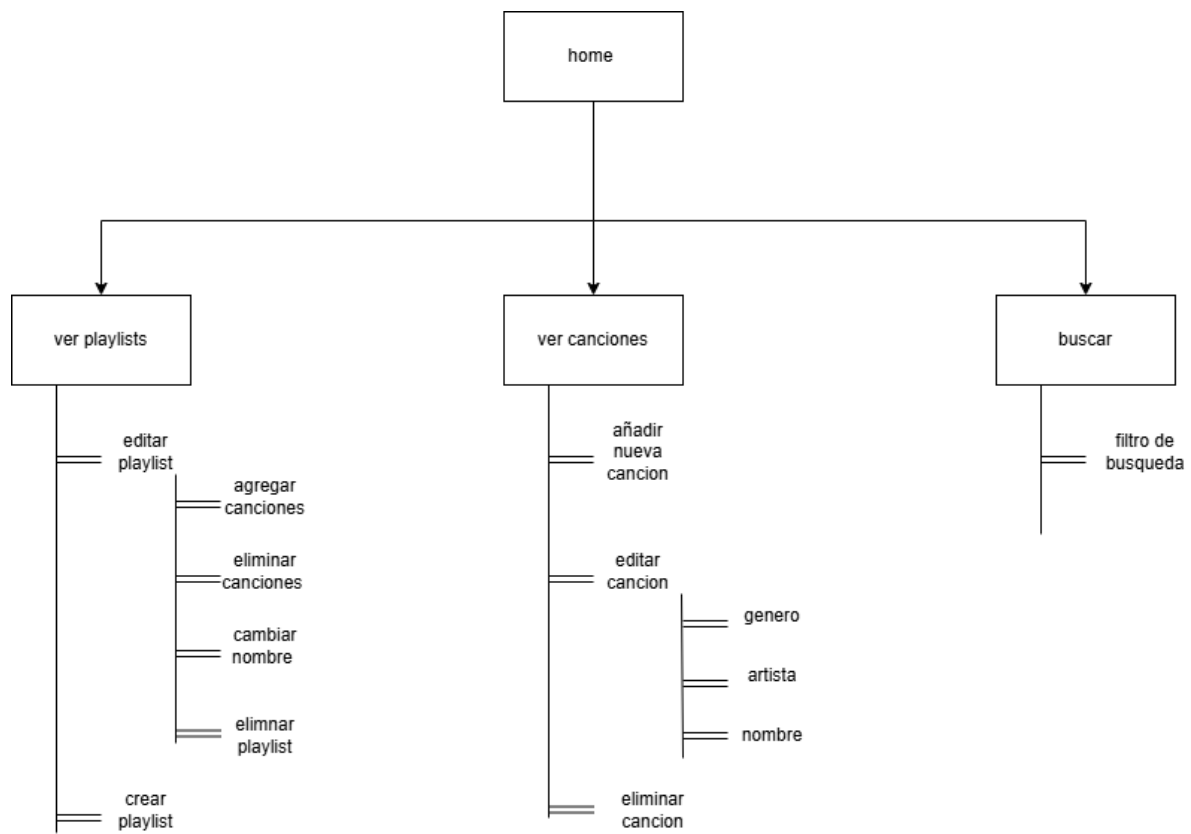 home
ver playlists
ver canciones
buscar
editar
playlist
agregar
canciones
eliminar
canciones
cambiar
nombre
elimnar
playlist
crear
playlist
añadir
nueva
cancion
editar
cancion
genero
artista
nombre
eliminar
cancion
filtro de
busqueda